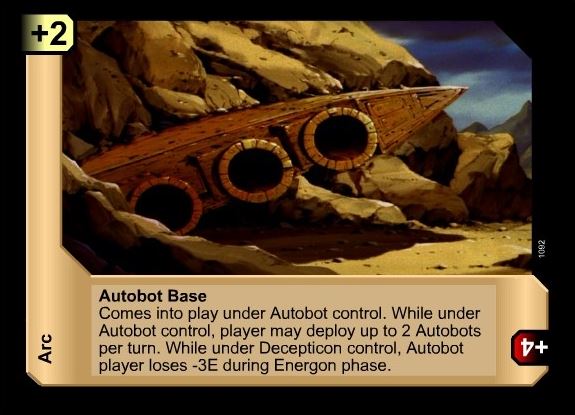 +2
1092
Autobot Base
Comes into play under Autobot control. While under
Autobot control, player may deploy up to 2 Autobots
per turn. While under Decepticon control, Autobot
player loses -3E during Energon phase.
Arc
+4